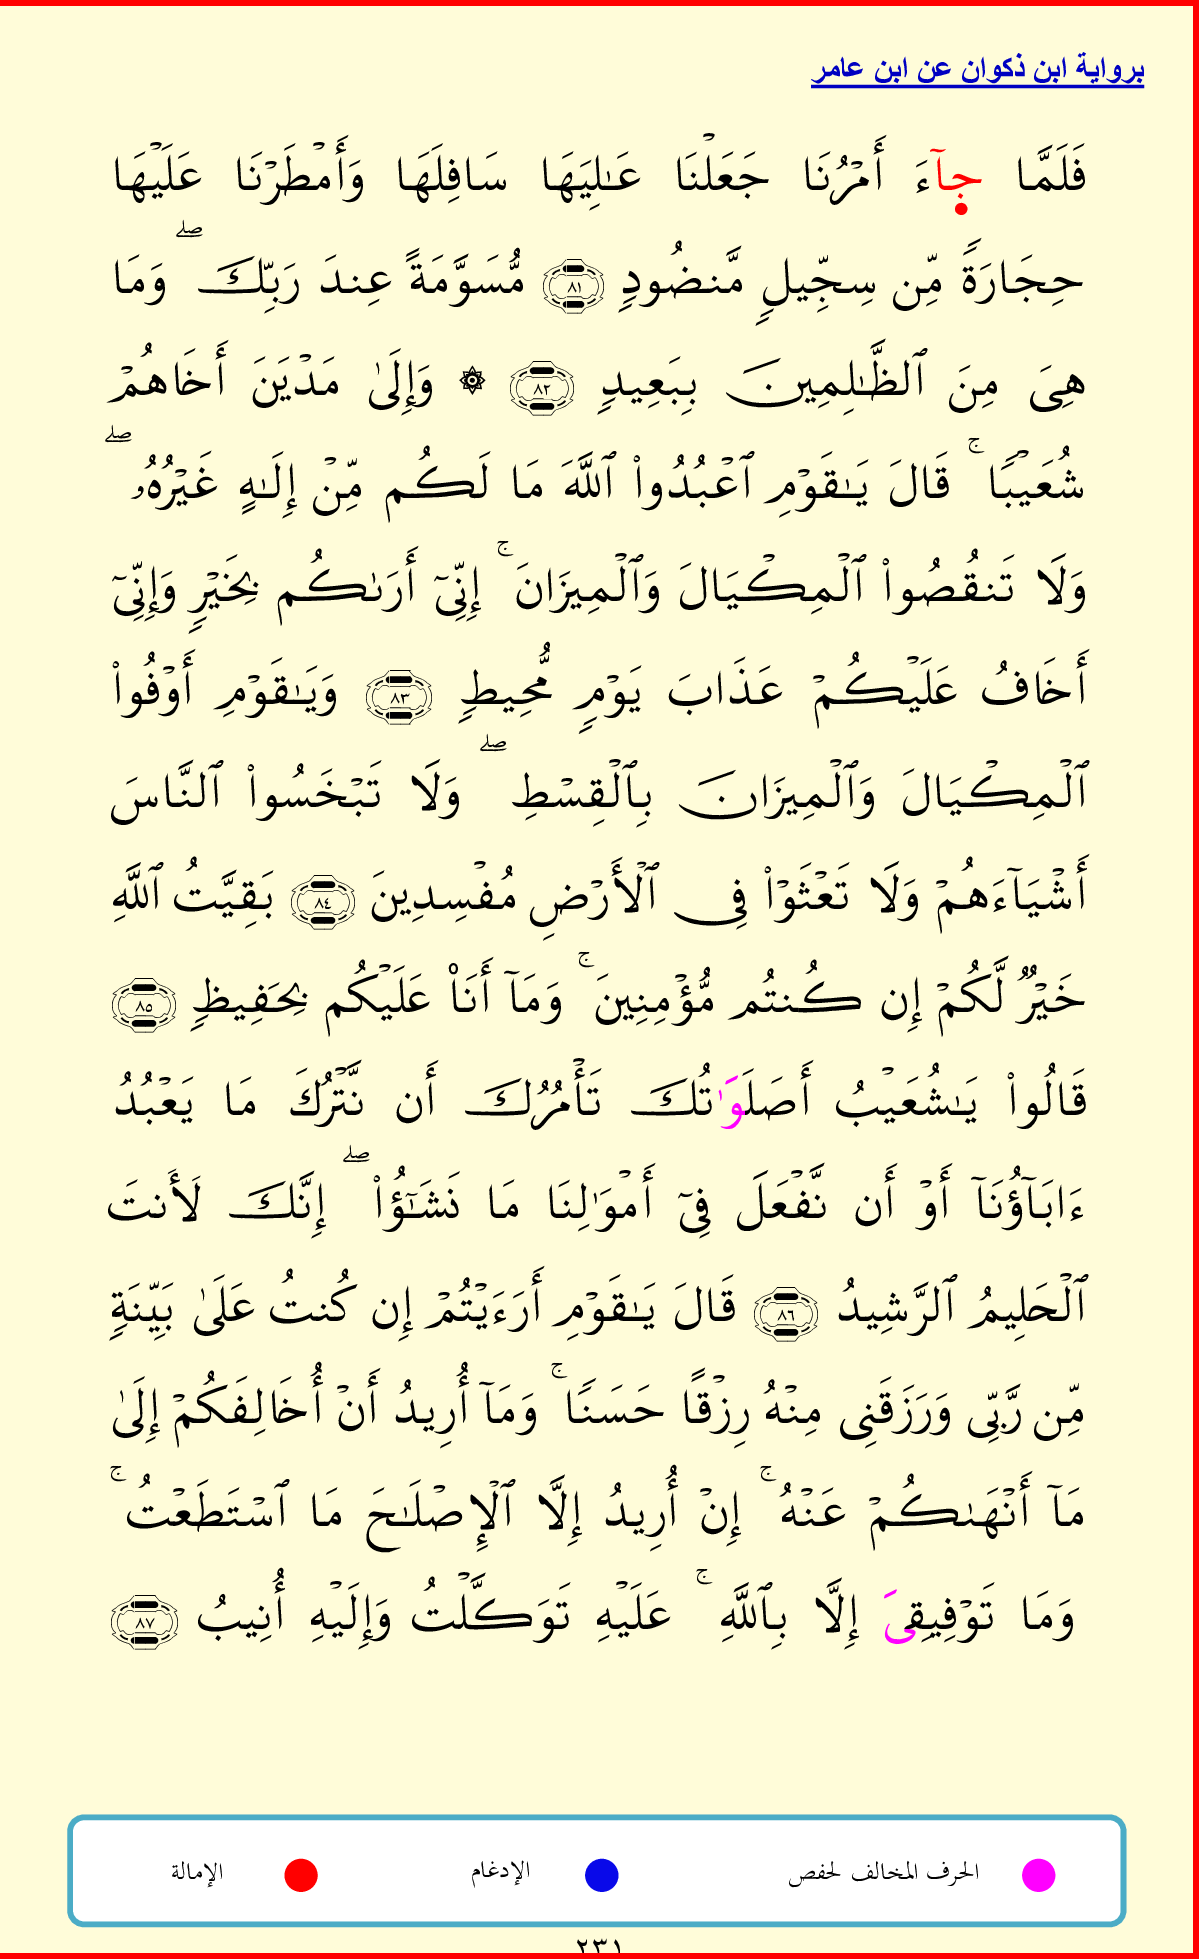 برواية ابن ذكوان عن ابن عامر
فَلَمَّا جَآءَ أَمۡرُنَا جَعَلۡنَا عَٰلِيَهَا سَافِلَهَا وَأَمۡطَرۡنَا عَلَيۡهَا
حِجَارَةٗ مِّن سِجِّيلٖ مَّنضُودٖ ٨١ مُّسَوَّمَةً عِندَ رَبِّكَۖ وَمَا
هِيَ مِنَ ٱلظَّٰلِمِينَ بِبَعِيدٖ ٨٢ ۞ وَإِلَىٰ مَدۡيَنَ أَخَاهُمۡ
شُعَيۡبٗاۚ قَالَ يَٰقَوۡمِ ٱعۡبُدُواْ ٱللَّهَ مَا لَكُم مِّنۡ إِلَٰهٍ غَيۡرُهُۥۖ
وَلَا تَنقُصُواْ ٱلۡمِكۡيَالَ وَٱلۡمِيزَانَۚ إِنِّيٓ أَرَىٰكُم بِخَيۡرٖ وَإِنِّيٓ
أَخَافُ عَلَيۡكُمۡ عَذَابَ يَوۡمٖ مُّحِيطٖ ٨٣ وَيَٰقَوۡمِ أَوۡفُواْ
ٱلۡمِكۡيَالَ وَٱلۡمِيزَانَ بِٱلۡقِسۡطِۖ وَلَا تَبۡخَسُواْ ٱلنَّاسَ
أَشۡيَآءَهُمۡ وَلَا تَعۡثَوۡاْ فِي ٱلۡأَرۡضِ مُفۡسِدِينَ ٨٤ بَقِيَّتُ ٱللَّهِ
خَيۡرٞ لَّكُمۡ إِن كُنتُم مُّؤۡمِنِينَۚ وَمَآ أَنَا۠ عَلَيۡكُم بِحَفِيظٖ ٨٥
قَالُواْ يَٰشُعَيۡبُ أَصَلَوَٰتُكَ تَأۡمُرُكَ أَن نَّتۡرُكَ مَا يَعۡبُدُ
ءَابَآؤُنَآ أَوۡ أَن نَّفۡعَلَ فِيٓ أَمۡوَٰلِنَا مَا نَشَٰٓؤُاْۖ إِنَّكَ لَأَنتَ
ٱلۡحَلِيمُ ٱلرَّشِيدُ ٨٦ قَالَ يَٰقَوۡمِ أَرَءَيۡتُمۡ إِن كُنتُ عَلَىٰ بَيِّنَةٖ
مِّن رَّبِّي وَرَزَقَنِي مِنۡهُ رِزۡقًا حَسَنٗاۚ وَمَآ أُرِيدُ أَنۡ أُخَالِفَكُمۡ إِلَىٰ
مَآ أَنۡهَىٰكُمۡ عَنۡهُۚ إِنۡ أُرِيدُ إِلَّا ٱلۡإِصۡلَٰحَ مَا ٱسۡتَطَعۡتُۚ
وَمَا تَوۡفِيقِيَ إِلَّا بِٱللَّهِۚ عَلَيۡهِ تَوَكَّلۡتُ وَإِلَيۡهِ أُنِيبُ ٨٧
الحرف المخالف لحفص الإدغام الإمالة
٢٣١